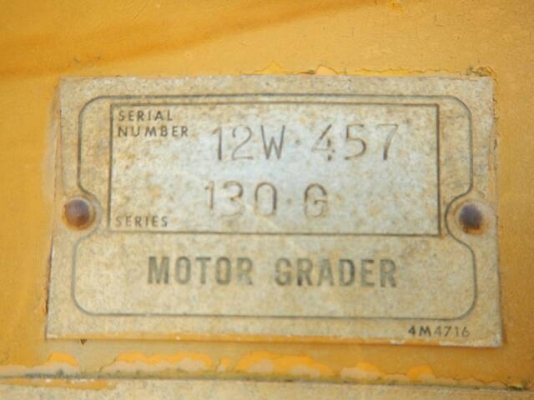 SERIAL
NUMBER 12W·457
130·G
SERIES
MOTOR GRADER
4M4716